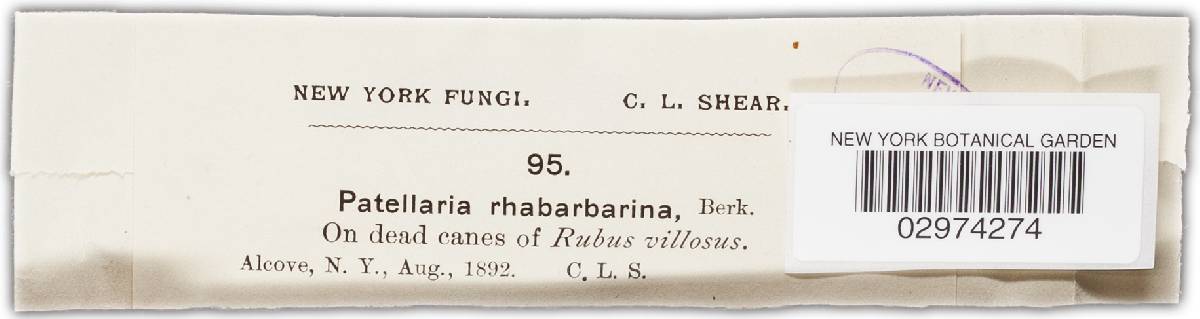 NEW YORK FUNGI. C. L. SHEAR.
95.
Patellaria rhabarbarina, Berk.
On dead canes of Rubus villosus.
Alcove, N. Y., Aug., 1892. C. L. S.
NEW YORK BOTANICAL GARDEN
02974274